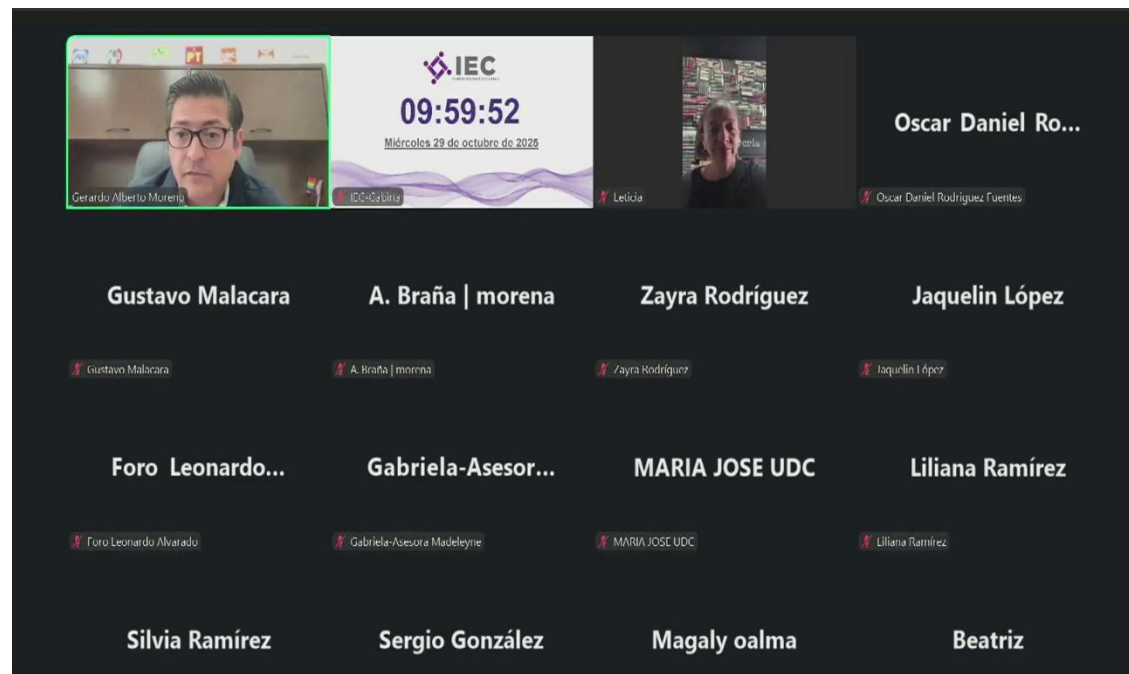 PT
IEC
09:59:52
Miércoles 29 de octubre de 2025
Oscar Daniel Ro...
Gerardo Alberto Moreno
IEC-Cabina
Leticia
Oscar Daniel Rodriguez Fuentes
Gustavo Malacara
A. Braña | morena
Zayra Rodríguez
Jaquelin López
Gustavo Malacara
A. Braña | morena
Zayra Rodríguez
Jaquelin López
Foro Leonardo...
Gabriela-Asesor...
MARIA JOSE UDC
Liliana Ramírez
Foro Leonardo Alvarado
Gabriela-Asesora Madeleyne
MARIA JOSE UDC
Liliana Ramírez
Silvia Ramírez
Sergio González
Magaly oalma
Beatriz